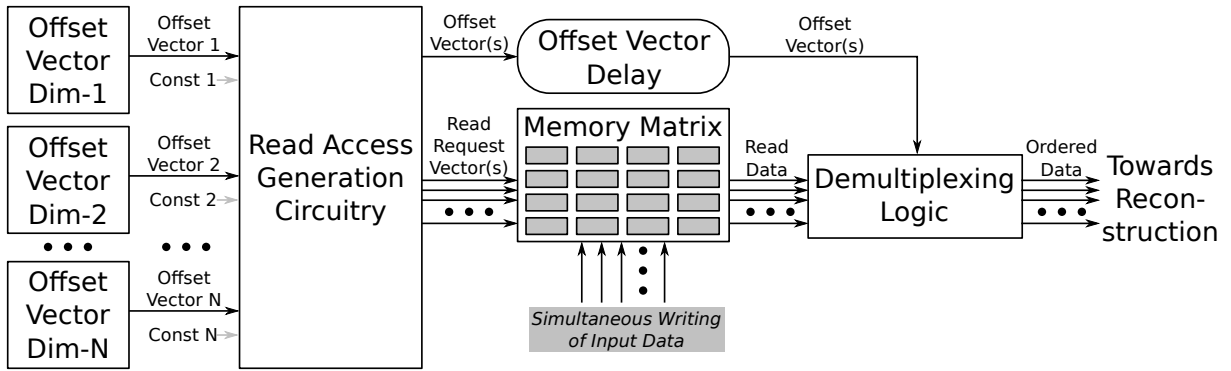 Offset
Vector
Dim-1
Offset
Vector 1
Const 1
Offset
Vector
Dim-2
Offset
Vector 2
Const 2
Offset
Vector
Dim-N
Offset
Vector N
Const N
Read Access
Generation
Circuitry
Offset
Vector(s)
Offset Vector
Delay
Offset
Vector(s)
Read
Request
Vector(s)
Memory Matrix
Simultaneous Writing
of Input Data
Read
Data
Demultiplexing
Logic
Ordered
Data
Towards
Recon-
struction